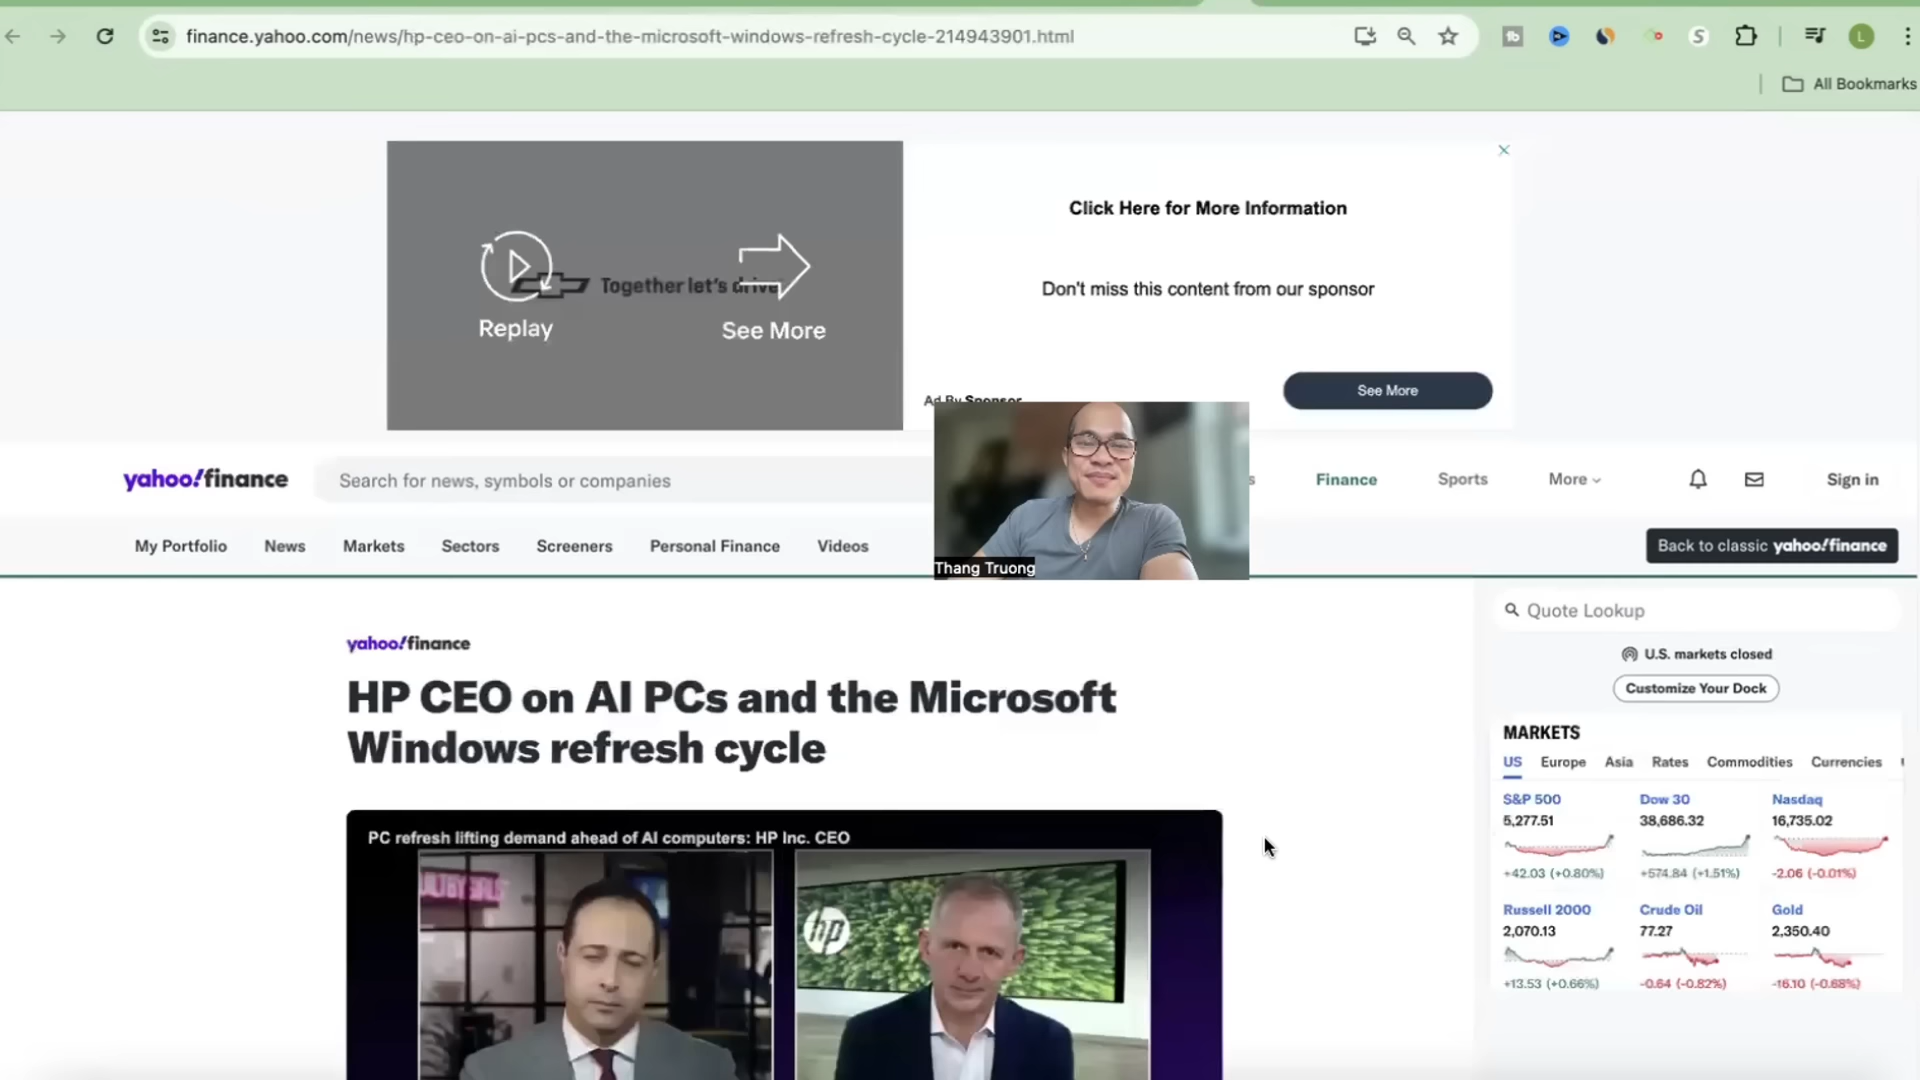 finance.yahoo.com/news/hp-ceo-on-ai-pcs-and-the-microsoft-windows-refresh-cycle-214943901.html
S
L
All Bookmarks
Together let's drive
Replay
See More
Click Here for More Information
Don't miss this content from our sponsor
See More
Ad By Sponsor
yahoo!finance
Search for news, symbols or companies
s
Finance
Sports
More
Sign in
My Portfolio
News
Markets
Sectors
Screeners
Personal Finance
Videos
Thang Truong
Back to classic yahoo!finance
yahoo!finance
HP CEO on AI PCs and the Microsoft
Windows refresh cycle
PC refresh lifting demand ahead of AI computers: HP Inc. CEO
hp
Quote Lookup
U.S. markets closed
Customize Your Dock
MARKETS
US Europe Asia Rates Commodities Currencies
S&P 500 Dow 30 Nasdaq
5,277.51 38,686.32 16,735.02
+42.03 (+0.80%) +574.84 (+1.51%) -2.06 (-0.01%)
Russell 2000 Crude Oil Gold
2,070.13 77.27 2,350.40
+13.53 (+0.66%) -0.64 (-0.82%) -16.10 (-0.68%)